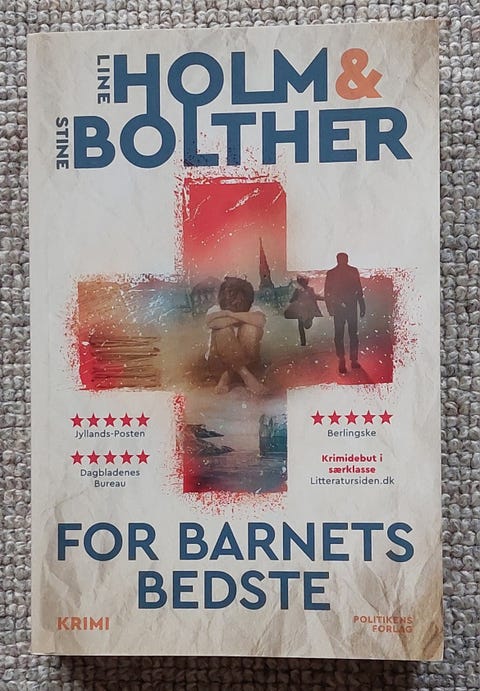 LINE HOLM &
STINE BOLTHER
★★★★★
Jyllands-Posten
★★★★★
Dagbladenes
Bureau
★★★★★
Berlingske
Krimidebut i
særklasse
Litteratursiden.dk
FOR BARNETS
BEDSTE
KRIMI
POLITIKENS
FORLAG